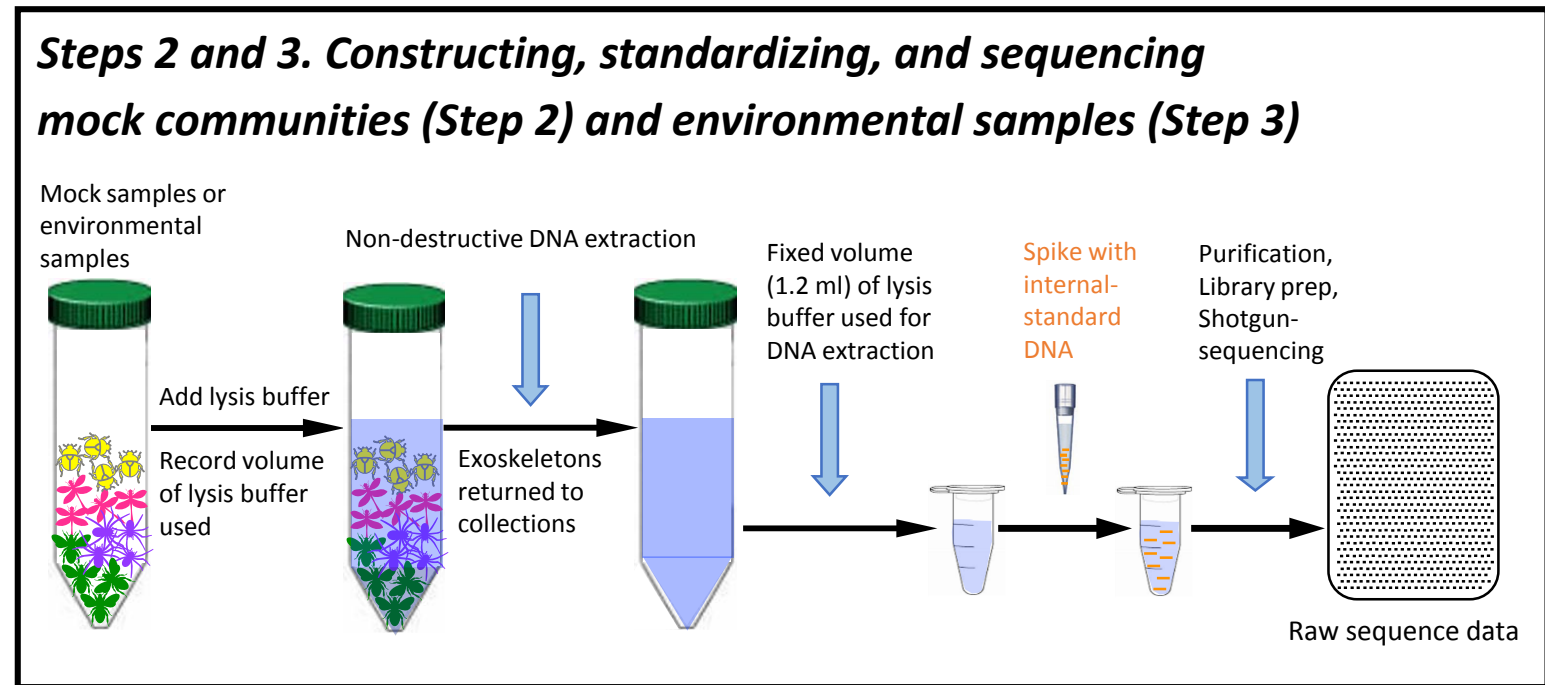 Steps 2 and 3. Constructing, standardizing, and sequencing
mock communities (Step 2) and environmental samples (Step 3)
Mock samples or
environmental
samples
Add lysis buffer
Record volume
of lysis buffer
used
Non-destructive DNA extraction
Exoskeletons
returned to
collections
Fixed volume
(1.2 ml) of lysis
buffer used for
DNA extraction
Spike with
internal-
standard
DNA
Purification,
Library prep,
Shotgun-
sequencing
Raw sequence data